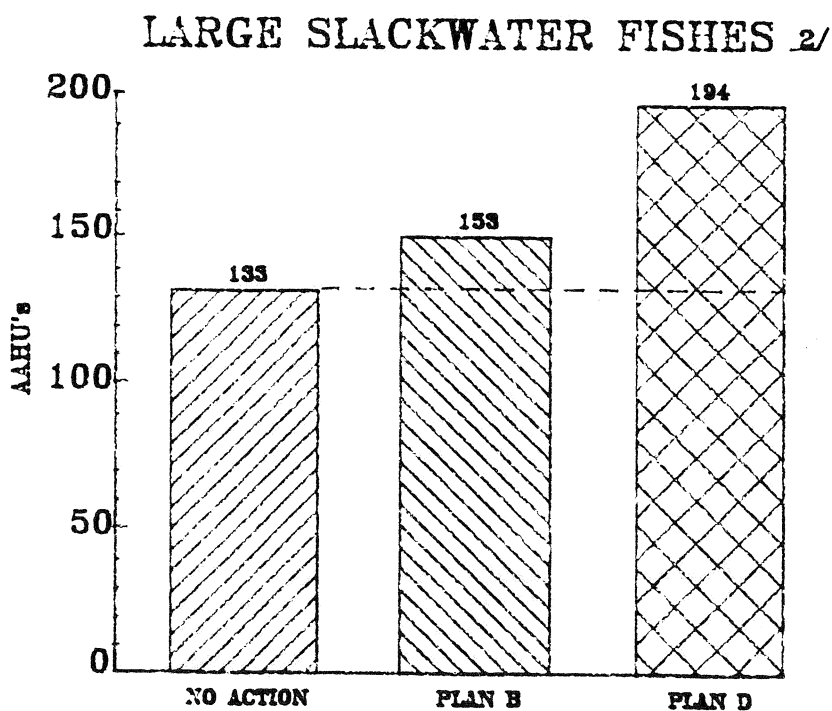 LARGE SLACKWATER FISHES 2/
200
194
150
153
133
AAHU's
100
50
0
NO ACTION PLAN B PLAN D